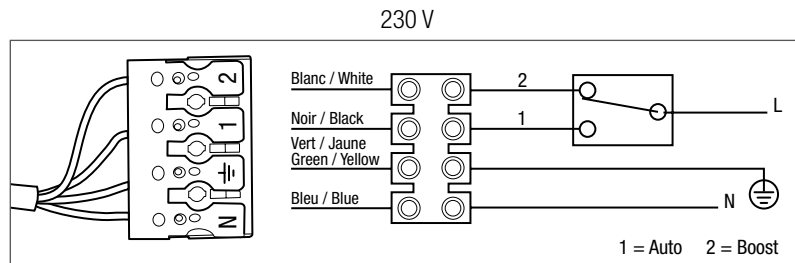 230 V
2
1
N
Blanc / White
Noir / Black
Vert / Jaune
Green / Yellow
Bleu / Blue
2
1
L
N
1 = Auto 2 = Boost